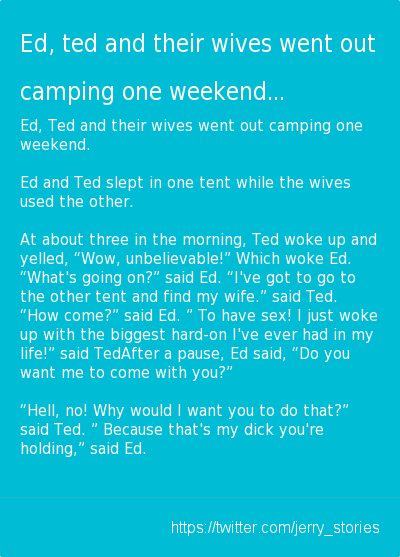 Ed, ted and their wives went out
camping one weekend...
Ed, Ted and their wives went out camping one
weekend.
Ed and Ted slept in one tent while the wives
used the other.
At about three in the morning, Ted woke up and
yelled, “Wow, unbelievable!” Which woke Ed.
“What's going on?” said Ed. “I've got to go to
the other tent and find my wife.” said Ted.
“How come?” said Ed. ” To have sex! I just woke
up with the biggest hard-on I've ever had in my
life!” said TedAfter a pause, Ed said, “Do you
want me to come with you?”
“Hell, no! Why would I want you to do that?”
said Ted. ” Because that's my dick you're
holding,” said Ed.
https://twitter.com/jerry_stories